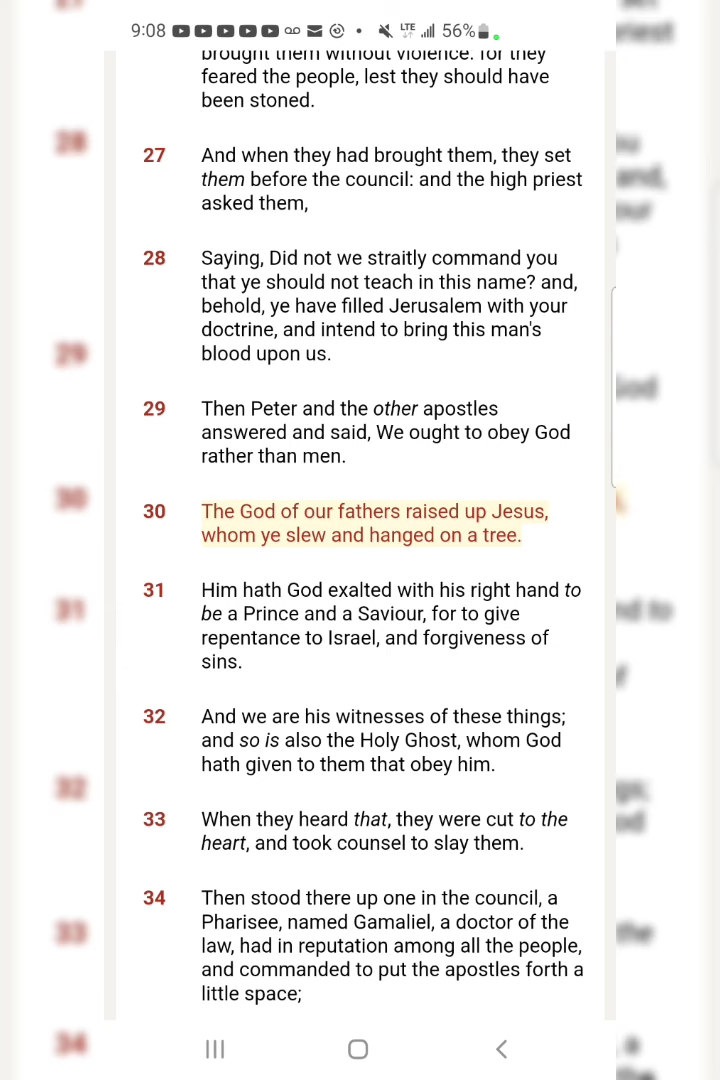 9:08 LTE 56%
brought them without violence: for they
feared the people, lest they should have
been stoned.
27 And when they had brought them, they set
them before the council: and the high priest
asked them,
28 Saying, Did not we straitly command you
that ye should not teach in this name? and,
behold, ye have filled Jerusalem with your
doctrine, and intend to bring this man's
blood upon us.
29 Then Peter and the other apostles
answered and said, We ought to obey God
rather than men.
30 The God of our fathers raised up Jesus,
whom ye slew and hanged on a tree.
31 Him hath God exalted with his right hand to
be a Prince and a Saviour, for to give
repentance to Israel, and forgiveness of
sins.
32 And we are his witnesses of these things;
and so is also the Holy Ghost, whom God
hath given to them that obey him.
33 When they heard that, they were cut to the
heart, and took counsel to slay them.
34 Then stood there up one in the council, a
Pharisee, named Gamaliel, a doctor of the
law, had in reputation among all the people,
and commanded to put the apostles forth a
little space;